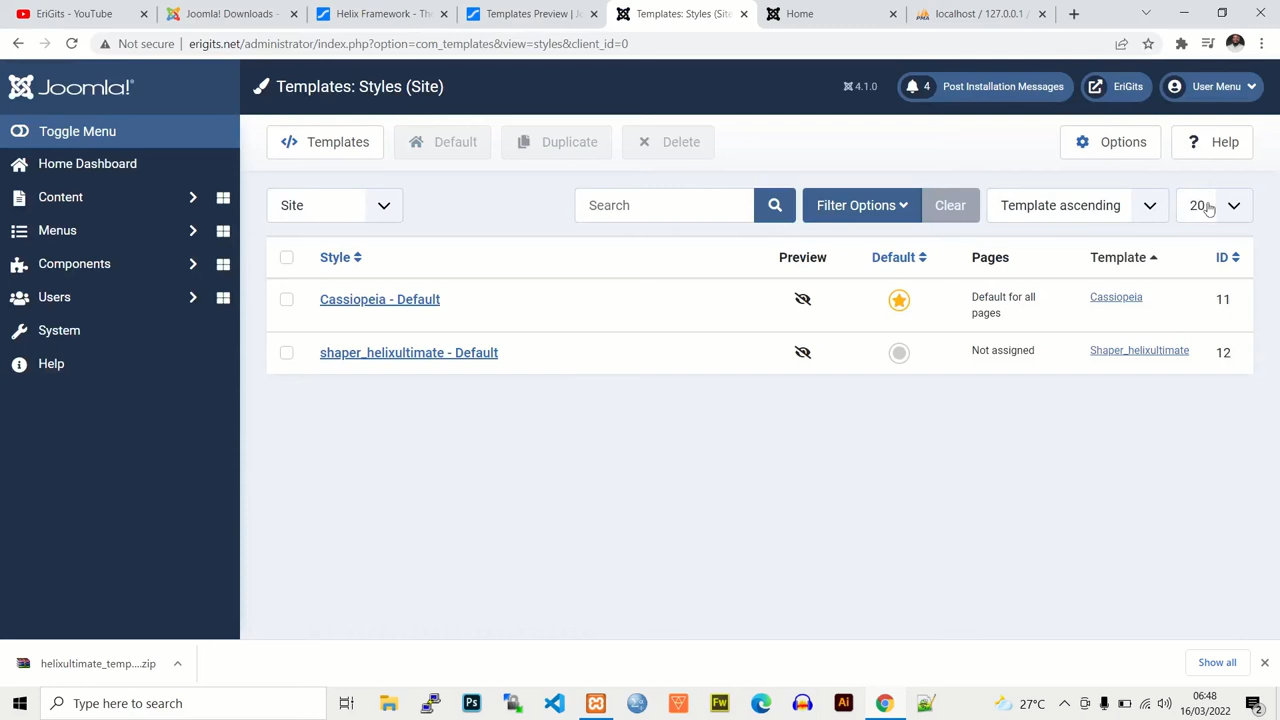 EriGits - YouTube
Joomla! Downloads -
Helix Framework - The
Templates Preview | Jo
Templates: Styles (Site
Home
localhost / 127.0.0.1 /
Not secure
erigits.net/administrator/index.php?option=com_templates&view=styles&client_id=0
Joomla!
Templates: Styles (Site)
4.1.0
4
Post Installation Messages
EriGits
User Menu
Toggle Menu
Home Dashboard
Content
Menus
Components
Users
System
Help
Templates
Default
Duplicate
Delete
Options
Help
Site
Search
Filter Options
Clear
Template ascending
20
Style
Preview
Default
Pages
Template
ID
Cassiopeia - Default
Default for all
pages
Cassiopeia
11
shaper_helixultimate - Default
Not assigned
Shaper_helixultimate
12
helixultimate_temp....zip
Show all
Type here to search
27°C
06:48
16/03/2022
2